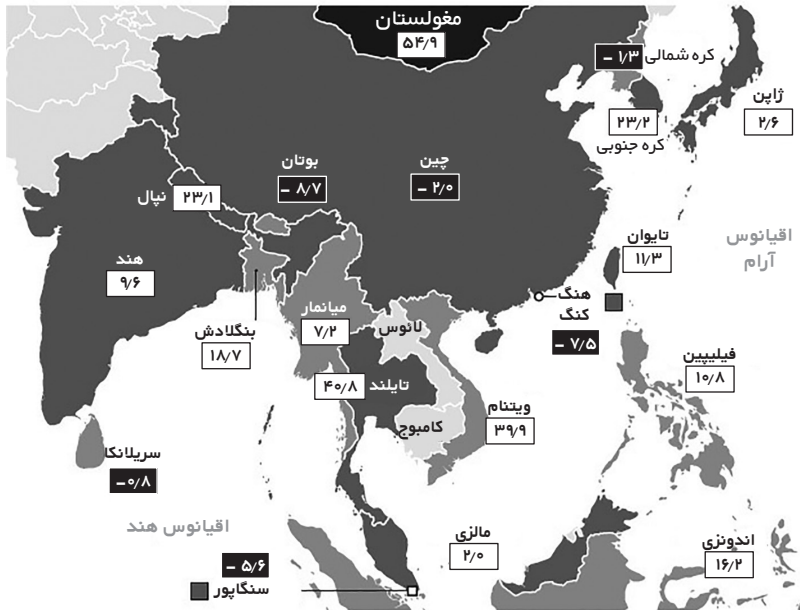 مغولستان
۵۴/۹
کره شمالی
− ۱/۳
ژاپن
۲/۶
۲۳/۲
کره جنوبی
چین
− ۲/۰
بوتان
− ۸/۷
نپال
۲۳/۱
اقیانوس
آرام
تایوان
۱۱/۳
هند
۹/۶
هنگ
کنگ
− ۷/۵
میانمار
۷/۲
لائوس
بنگلادش
۱۸/۷
فیلیپین
۱۰/۸
تایلند
۴۰/۸
ویتنام
۳۹/۹
کامبوج
سریلانکا
−۰/۸
اقیانوس هند
مالزی
۲/۰
اندونزی
۱۶/۲
− ۵/۶
سنگاپور